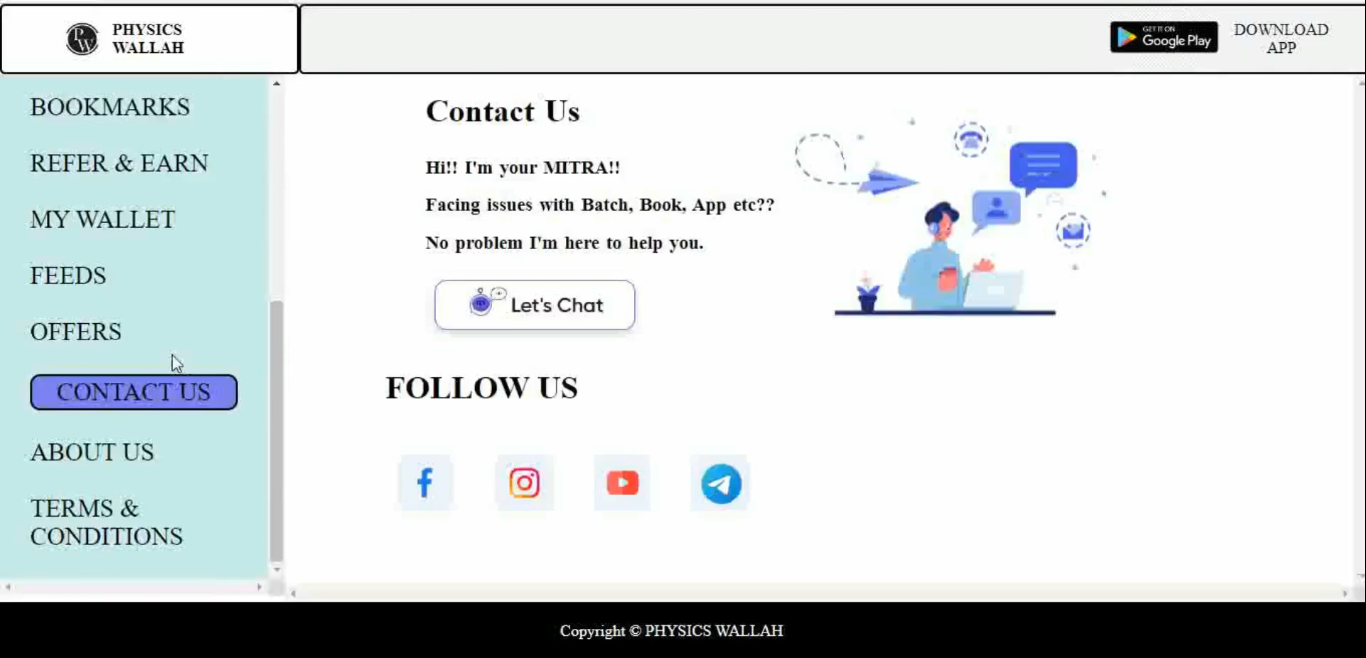 PHYSICS
WALLAH
GET IT ON
Google Play
DOWNLOAD
APP
BOOKMARKS
REFER & EARN
MY WALLET
FEEDS
OFFERS
CONTACT US
ABOUT US
TERMS &
CONDITIONS
Contact Us
Hi!! I'm your MITRA!!
Facing issues with Batch, Book, App etc??
No problem I'm here to help you.
Let's Chat
FOLLOW US
Copyright © PHYSICS WALLAH